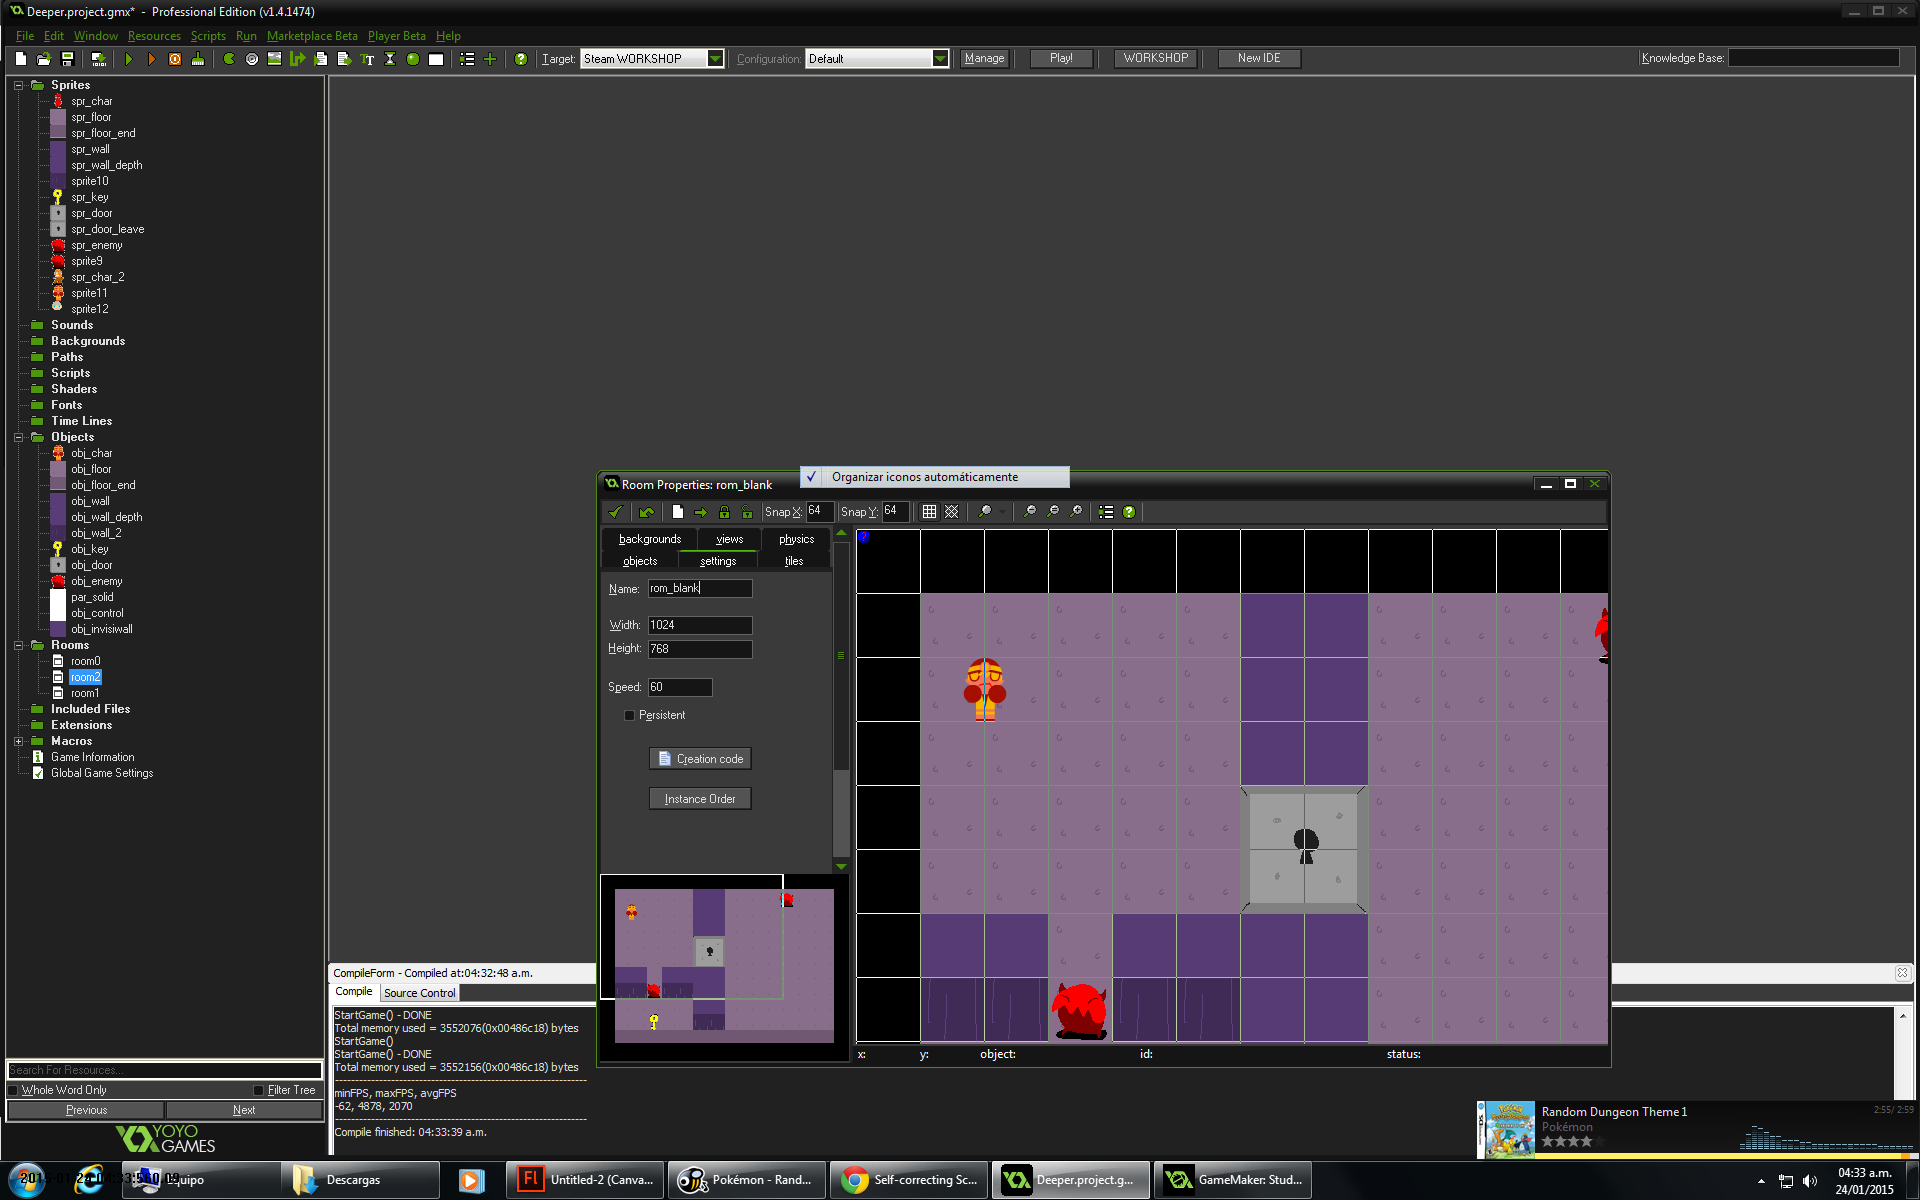 Deeper.project.gmx* - Professional Edition (v1.4.1474)
File Edit Window Resources Scripts Run Marketplace Beta Player Beta Help
Target: Steam WORKSHOP Configuration: Default Manage Play! WORKSHOP New IDE Knowledge Base:
Sprites
spr_char
spr_floor
spr_floor_end
spr_wall
spr_wall_depth
sprite10
spr_key
spr_door
spr_door_leave
spr_enemy
sprite9
spr_char_2
sprite11
sprite12
Sounds
Backgrounds
Paths
Scripts
Shaders
Fonts
Time Lines
Objects
obj_char
obj_floor
obj_floor_end
obj_wall
obj_wall_depth
obj_wall_2
obj_key
obj_door
obj_enemy
par_solid
obj_control
obj_invisiwall
Rooms
room0
room2
room1
Included Files
Extensions
Macros
Game Information
Global Game Settings
Search For Resources...
Whole Word Only Filter Tree
Previous Next
YOYO
GAMES
Room Properties: rom_blank
Organizar iconos automáticamente
Snap X: 64 Snap Y: 64
backgrounds views physics
objects settings tiles
Name: rom_blank
Width: 1024
Height: 768
Speed: 60
Persistent
Creation code
Instance Order
x: y: object: id: status:
CompileForm - Compiled at:04:32:48 a.m.
Compile Source Control
StartGame() - DONE
Total memory used = 3552076(0x00486c18) bytes
StartGame()
StartGame() - DONE
Total memory used = 3552156(0x00486c18) bytes
minFPS, maxFPS, avgFPS
-62, 4878, 2070
Compile finished: 04:33:39 a.m.
Random Dungeon Theme 1 2:55/ 2:59
Pokémon
Equipo
Descargas
Untitled-2 (Canva...
Pokémon - Rand...
Self-correcting Sc...
Deeper.project.g...
GameMaker: Stud...
04:33 a.m.
24/01/2015